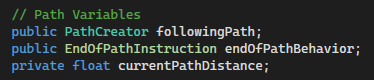 // Path Variables
public PathCreator followingPath;
public EndOfPathInstruction endOfPathBehavior;
private float currentPathDistance;